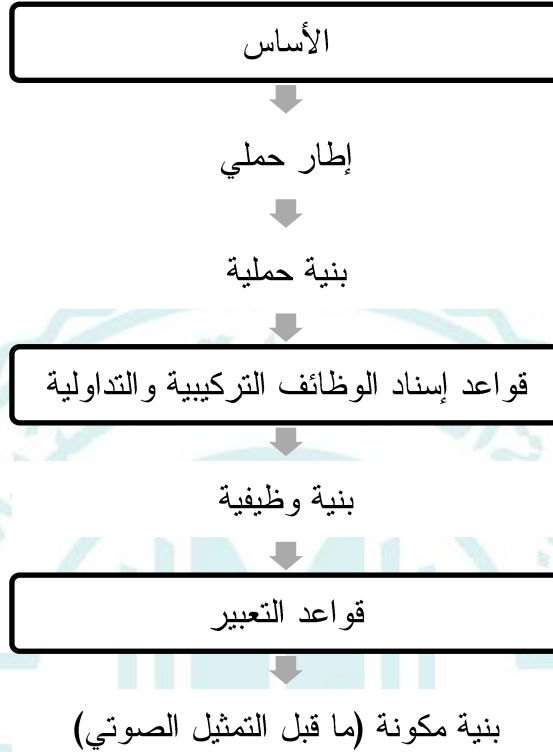 الأساس
إطار حملي
بنية حملية
قواعد إسناد الوظائف التركيبية والتداولية
بنية وظيفية
قواعد التعبير
بنية مكونة (ما قبل التمثيل الصوتي)